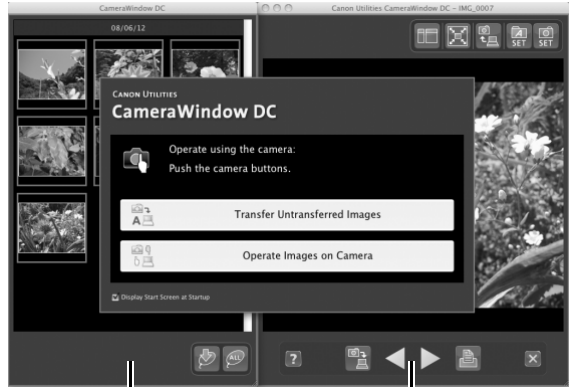 CameraWindow DC
Canon Utilities CameraWindow DC – IMG_0007
08/06/12
SET
SET
CANON UTILITIES
CameraWindow DC
Operate using the camera:
Push the camera buttons.
A
Transfer Untransferred Images
Operate Images on Camera
Display Start Screen at Startup
ALL
?